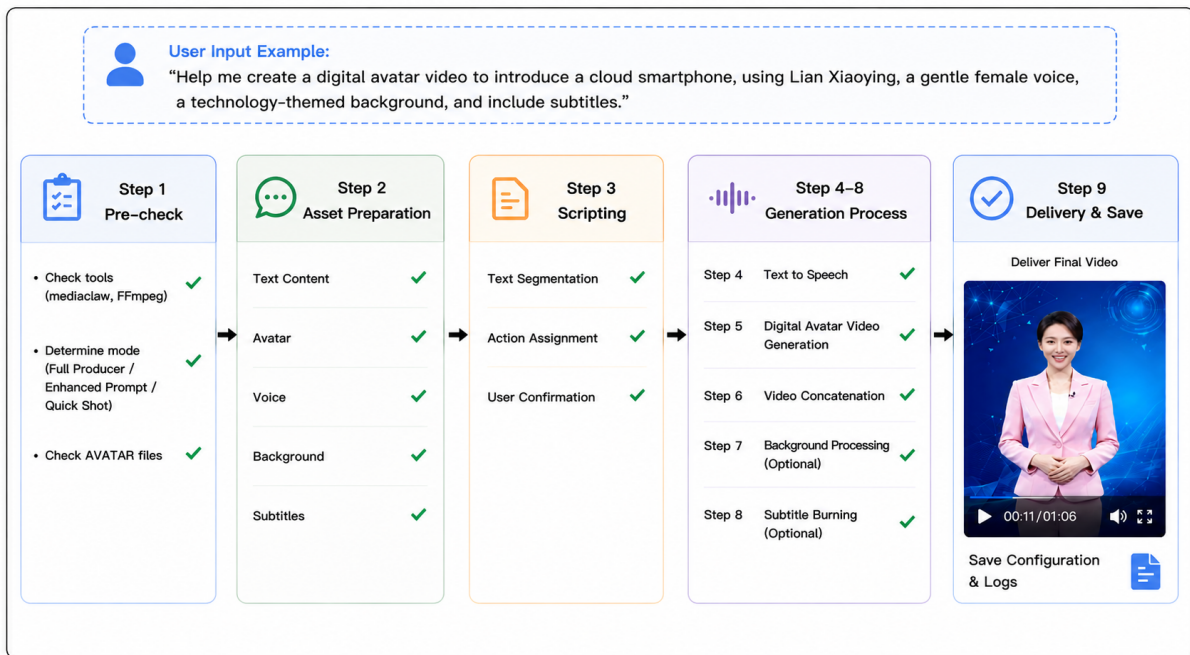 User Input Example:
“Help me create a digital avatar video to introduce a cloud smartphone, using Lian Xiaoying, a gentle female voice,
a technology-themed background, and include subtitles.”
Step 1
Pre-check
• Check tools
(mediaclaw, FFmpeg)
• Determine mode
(Full Producer /
Enhanced Prompt /
Quick Shot)
• Check AVATAR files
Step 2
Asset Preparation
Text Content
Avatar
Voice
Background
Subtitles
Step 3
Scripting
Text Segmentation
Action Assignment
User Confirmation
Step 4-8
Generation Process
Step 4 Text to Speech
Step 5 Digital Avatar Video
Generation
Step 6 Video Concatenation
Step 7 Background Processing
(Optional)
Step 8 Subtitle Burning
(Optional)
Step 9
Delivery & Save
Deliver Final Video
00:11/01:06
Save Configuration
& Logs